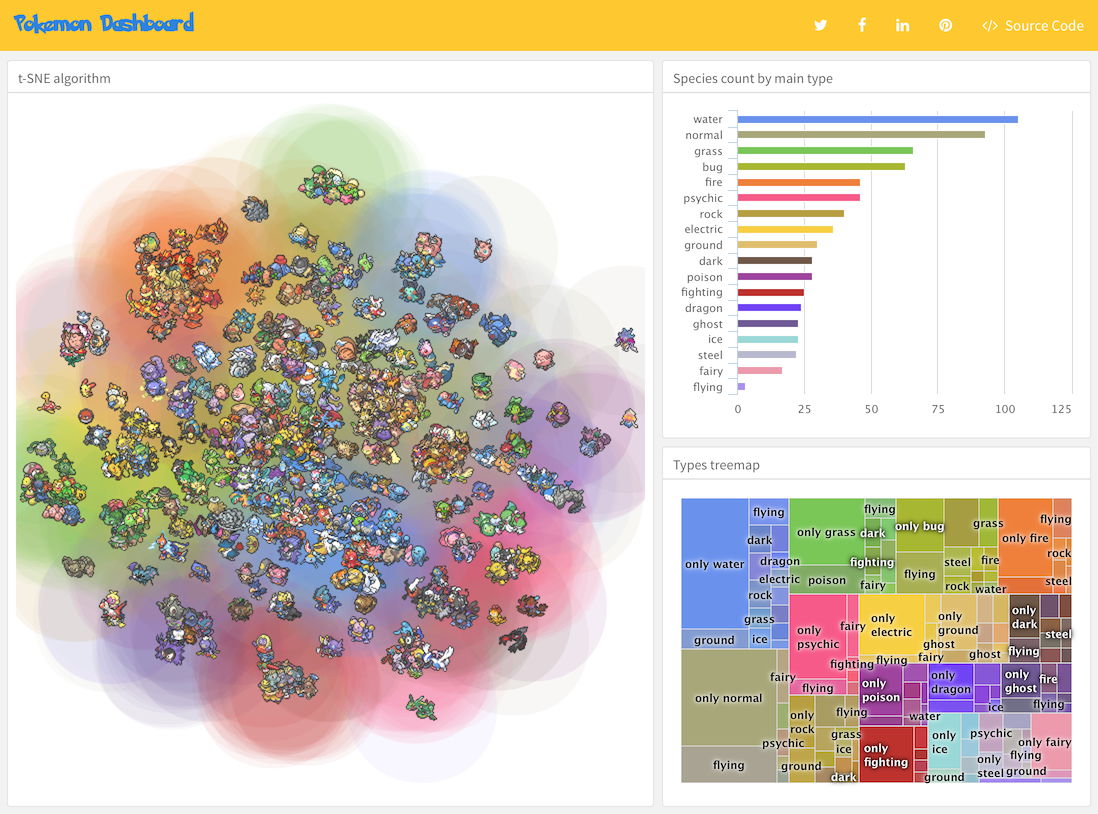 Pokemon Dashboard
</> Source Code
t-SNE algorithm
Species count by main type
water
normal
grass
bug
fire
psychic
rock
electric
ground
dark
poison
fighting
dragon
ghost
ice
steel
fairy
flying
0 25 50 75 100 125
Types treemap
only water
flying
dark
dragon
electric
rock
grass
ground
ice
only normal
fairy
flying
only grass
flying
dark
fighting
poison
fairy
only bug
grass
flying
steel
fire
rock
water
only fire
flying
rock
steel
only
psychic
fairy
fighting
flying
only
electric
flying
fairy
only
ground
ghost
ghost
only
dark
steel
flying
only
rock
flying
grass
psychic
ice
ground
dark
only
poison
water
only
dragon
ice
only
ghost
fire
flying
only
fighting
only
ice
ground
psychic
flying
only
steel
ground
only fairy